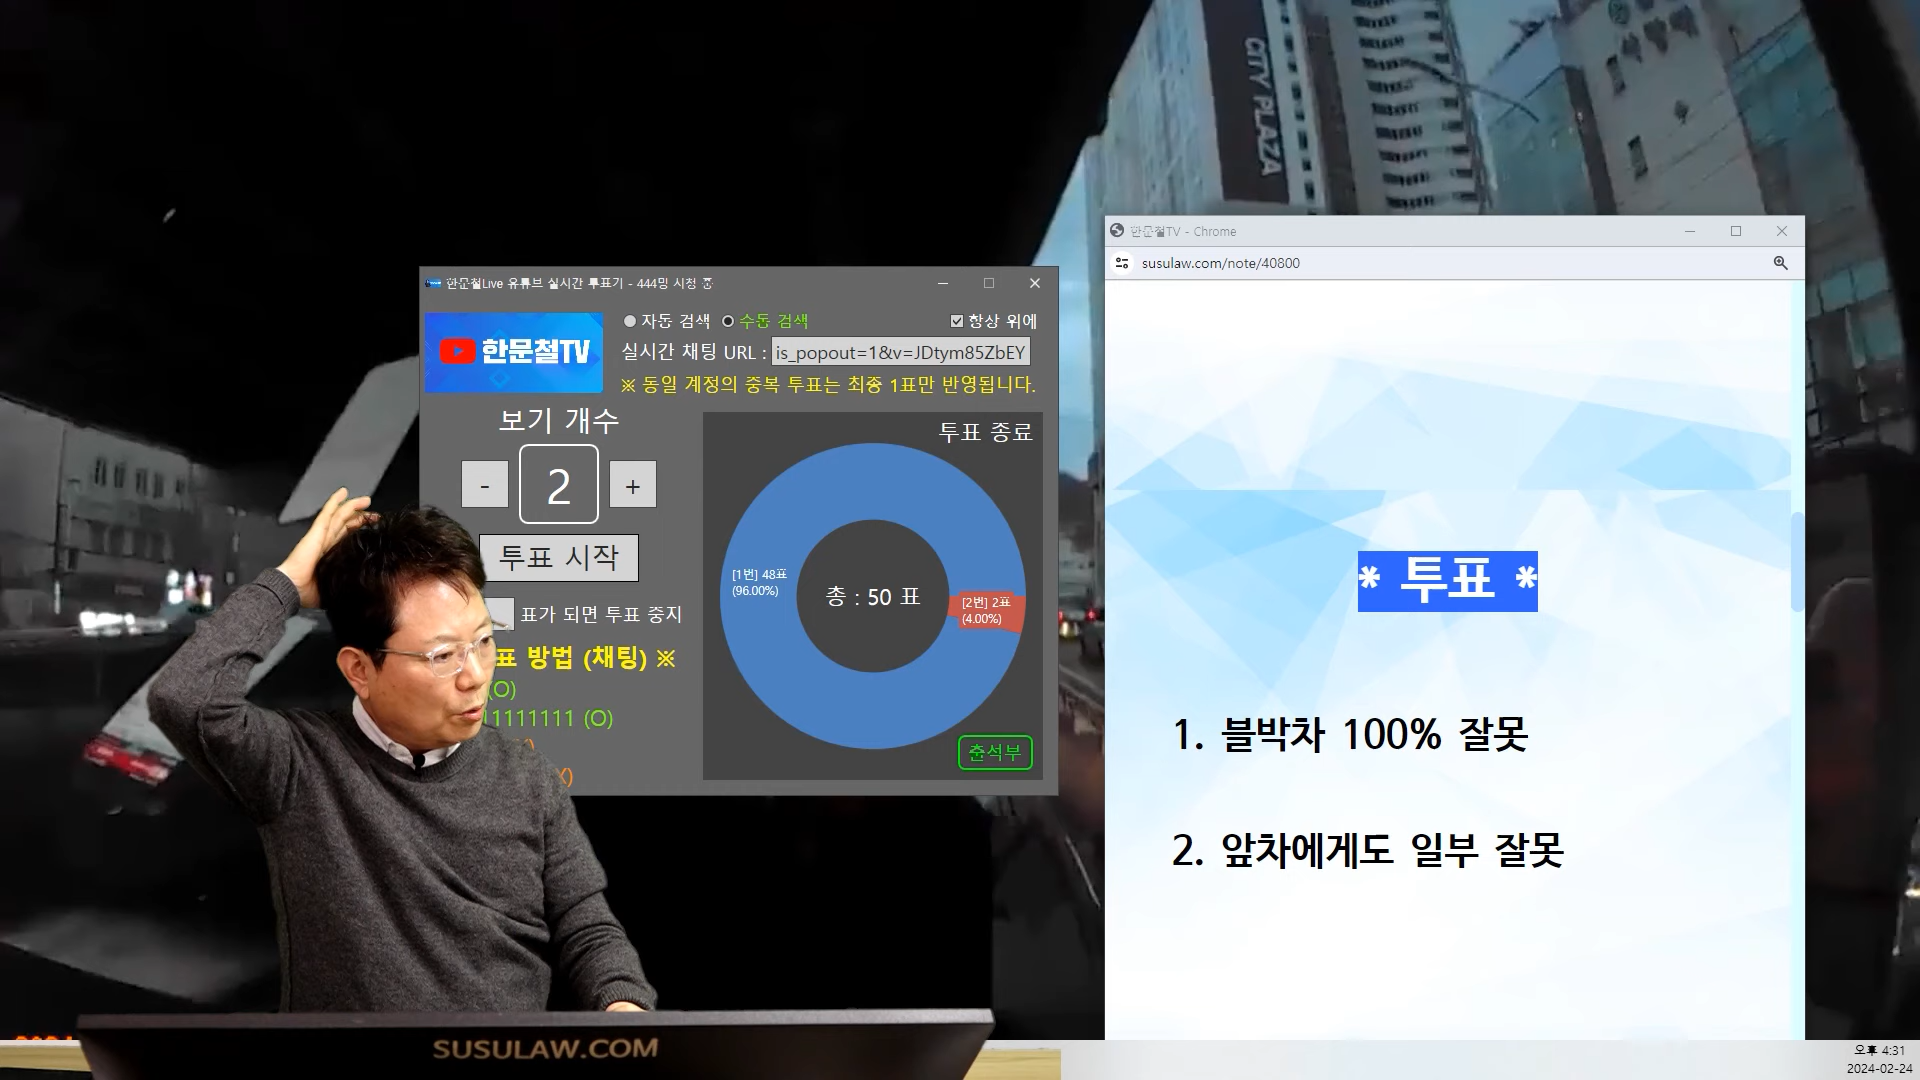 CITY PLAZA
한문철Live 유튜브 실시간 투표기 - 444명 시청 중
한문철TV
자동 검색 수동 검색 항상 위에
실시간 채팅 URL : is_popout=1&v=JDtym85ZbEY
※ 동일 계정의 중복 투표는 최종 1표만 반영됩니다.
보기 개수
- 2 +
투표 시작
표가 되면 투표 중지
표 방법 (채팅) ※
(O)
11111111 (O)
X)
투표 종료
[1번] 48표
(96.00%)
총 : 50 표
[2번] 2표
(4.00%)
출석부
한문철TV - Chrome
susulaw.com/note/40800
* 투표 *
1. 블박차 100% 잘못
2. 앞차에게도 일부 잘못
SUSULAW.COM
오후 4:31
2024-02-24